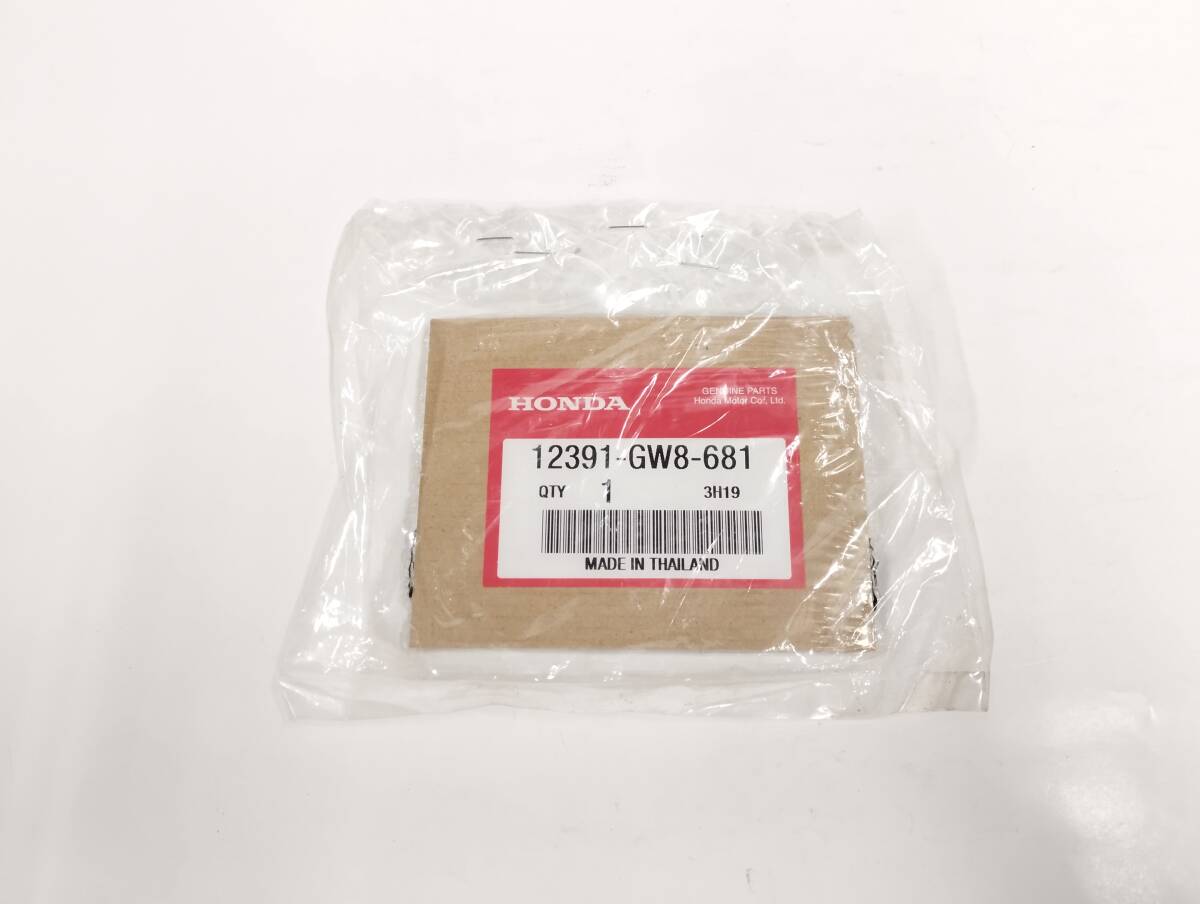 HONDA
GENUINE PARTS
Honda Motor Co., Ltd.
12391-GW8-681
QTY 1 3H19
MADE IN THAILAND